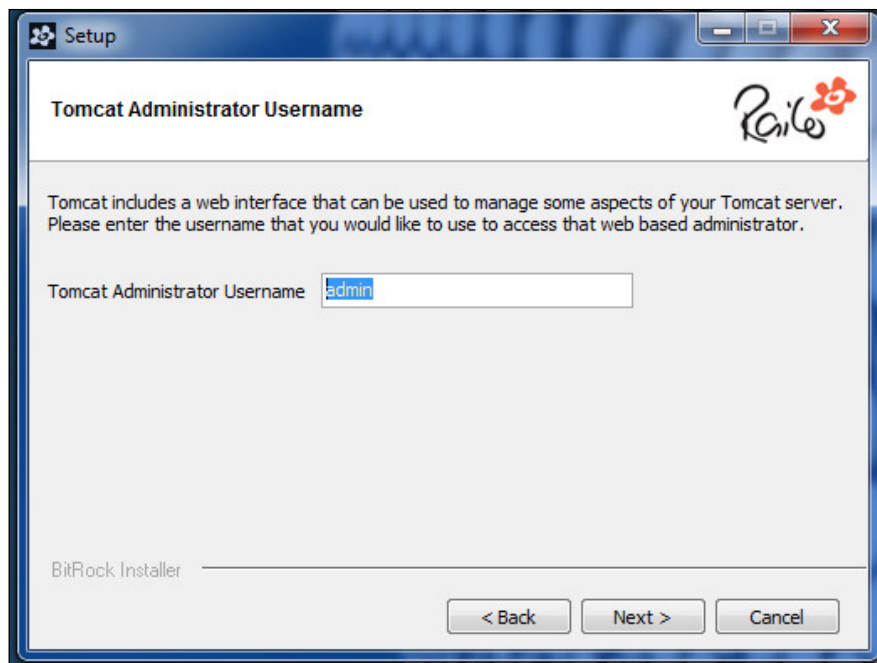 Setup
Tomcat Administrator Username
Railo
Tomcat includes a web interface that can be used to manage some aspects of your Tomcat server.
Please enter the username that you would like to use to access that web based administrator.
Tomcat Administrator Username admin
BitRock Installer
< Back Next > Cancel